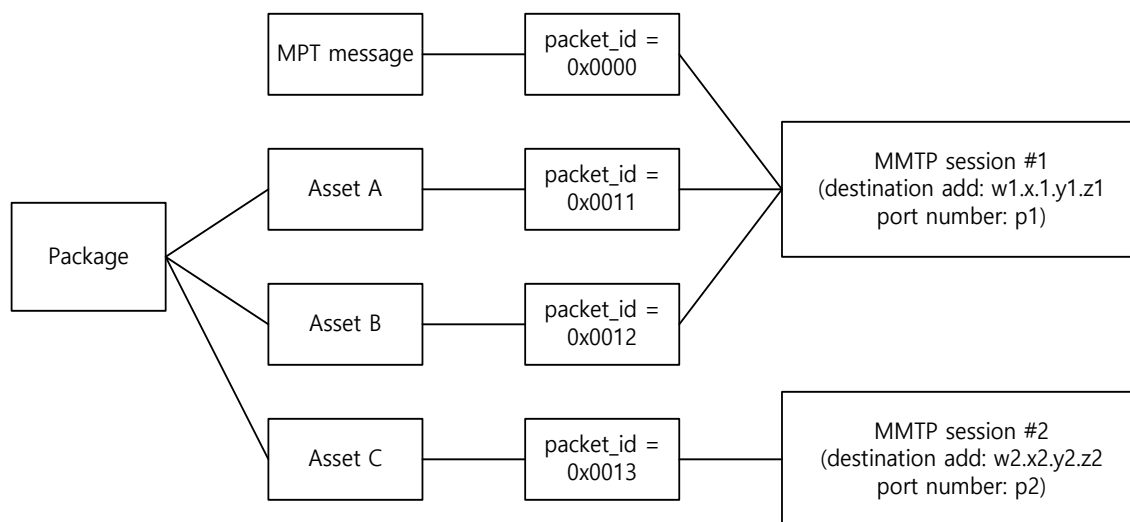 MPT message
packet_id =
0x0000
MMTP session #1
(destination add: w1.x.1.y1.z1
port number: p1)
Asset A
packet_id =
0x0011
Package
Asset B
packet_id =
0x0012
Asset C
packet_id =
0x0013
MMTP session #2
(destination add: w2.x2.y2.z2
port number: p2)